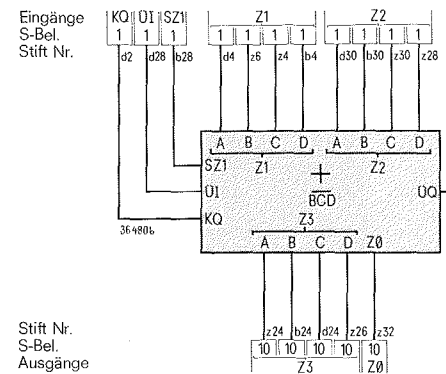 Eingänge KQ ÜI SZ1 Z1 Z2
S-Bel. 1 1 1 1 1 1 1 1 1 1 1
Stift Nr. d2 d28 b28 d4 z6 z4 b4 d30 b30 z30 z28
A B C D A B C D
SZ1 Z1 Z2
ÜI + ÜQ
BCD
KQ Z3
36480b
A B C D Z0
Stift Nr. z24 b24 d24 z26 z32
S-Bel. 10 10 10 10 10
Ausgänge Z3 Z0